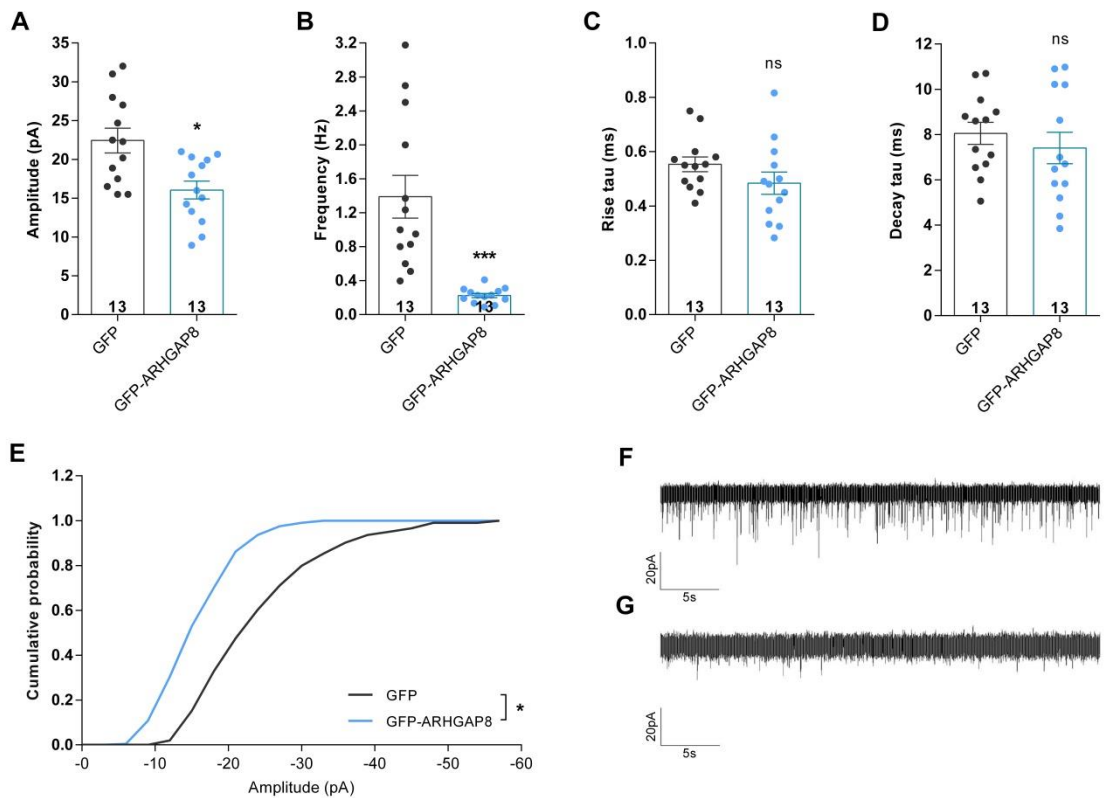 A
Amplitude (pA)
35
30
25
20
15
10
5
0
*
13
13
GFP
GFP-ARHGAP8
B
Frequency (Hz)
3.2
2.8
2.4
2.0
1.6
1.2
0.8
0.4
0.0
***
13
13
GFP
GFP-ARHGAP8
C
Rise tau (ms)
1.0
0.8
0.6
0.4
0.2
0.0
ns
13
13
GFP
GFP-ARHGAP8
D
Decay tau (ms)
12
10
8
6
4
2
0
ns
13
13
GFP
GFP-ARHGAP8
E
Cumulative probability
1.2
1.0
0.8
0.6
0.4
0.2
0.0
-0
-10
-20
-30
-40
-50
-60
Amplitude (pA)
GFP
GFP-ARHGAP8
*
F
20pA
5s
G
20pA
5s